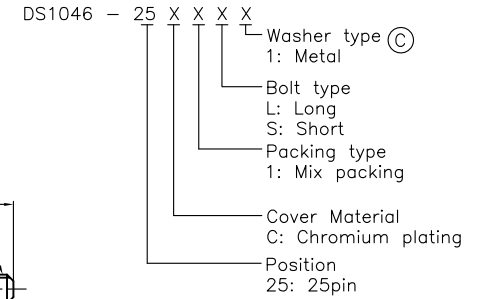 DS1046 - 25 X X X X
Washer type Ⓒ
1: Metal
Bolt type
L: Long
S: Short
Packing type
1: Mix packing
Cover Material
C: Chromium plating
Position
25: 25pin